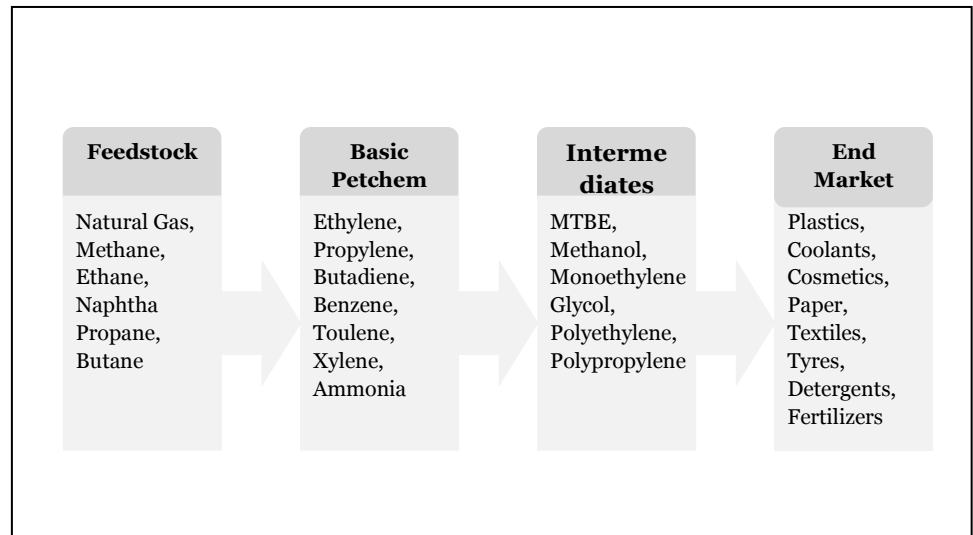 Feedstock
Natural Gas,
Methane,
Ethane,
Naphtha
Propane,
Butane
Basic
Petchem
Ethylene,
Propylene,
Butadiene,
Benzene,
Toulene,
Xylene,
Ammonia
Interme
diates
MTBE,
Methanol,
Monoethylene
Glycol,
Polyethylene,
Polypropylene
End
Market
Plastics,
Coolants,
Cosmetics,
Paper,
Textiles,
Tyres,
Detergents,
Fertilizers